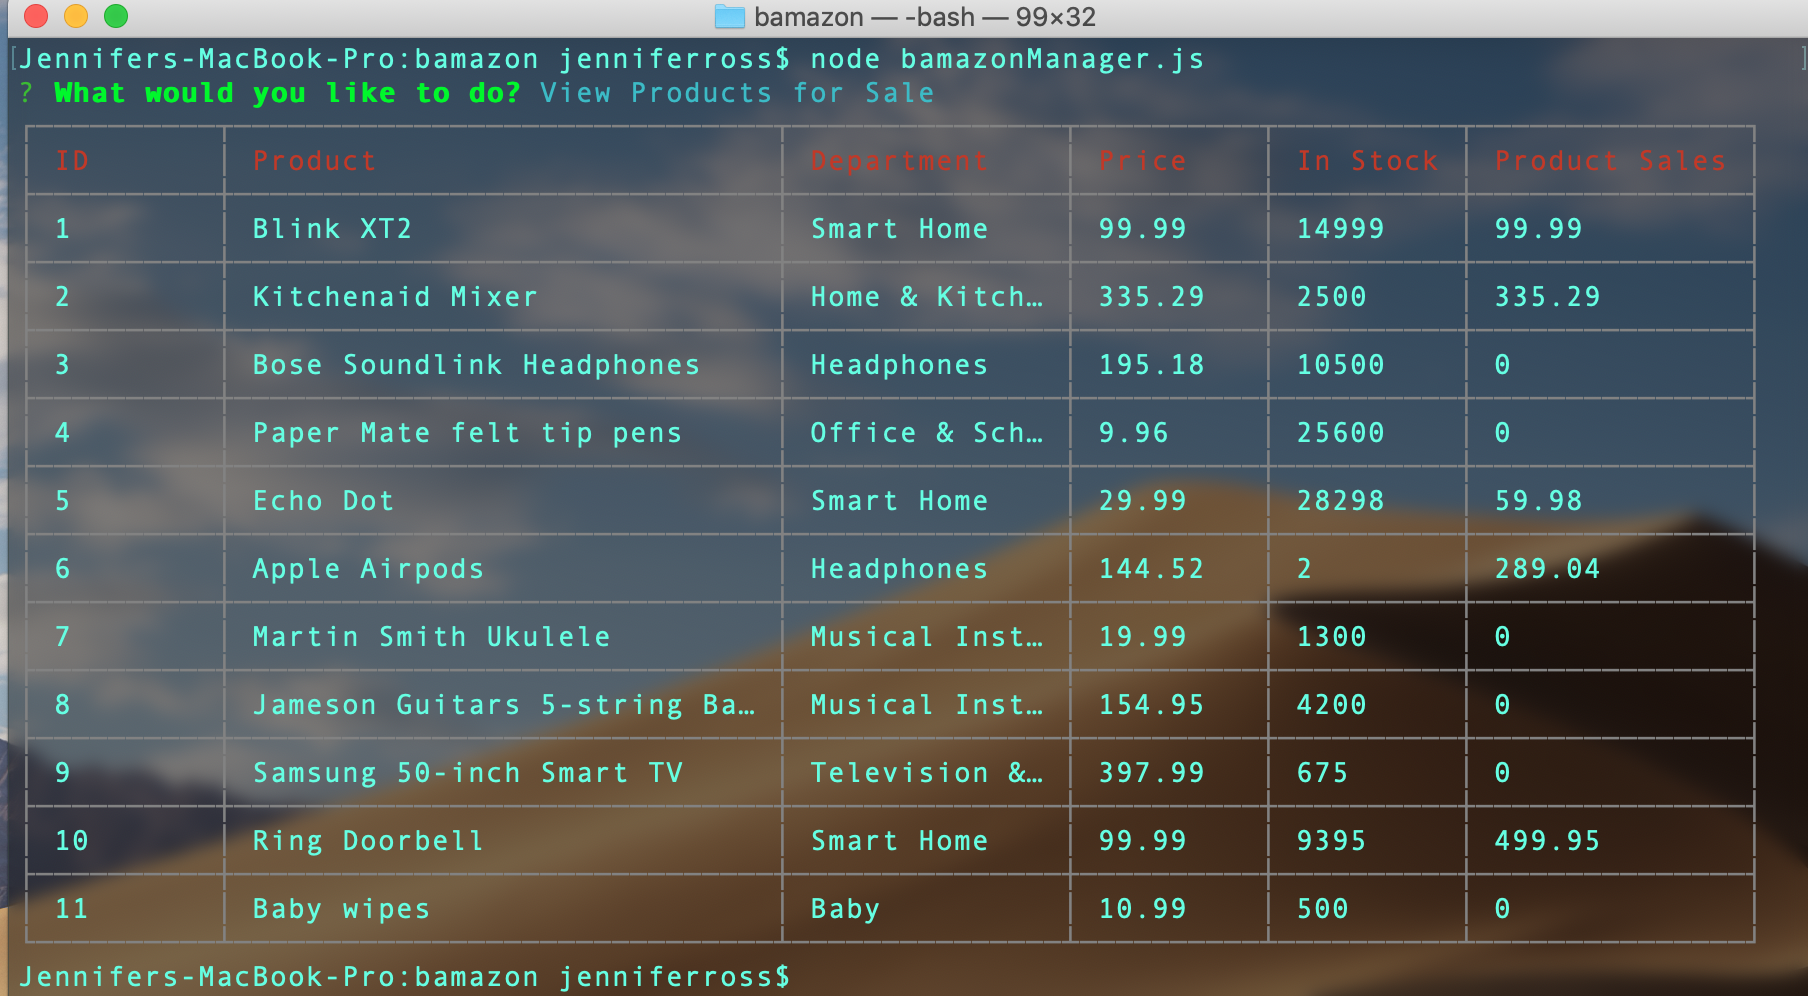 bamazon — -bash — 99×32
Jennifers-MacBook-Pro:bamazon jenniferross$ node bamazonManager.js
? What would you like to do? View Products for Sale
ID Product Department Price In Stock Product Sales
1 Blink XT2 Smart Home 99.99 14999 99.99
2 Kitchenaid Mixer Home & Kitch… 335.29 2500 335.29
3 Bose Soundlink Headphones Headphones 195.18 10500 0
4 Paper Mate felt tip pens Office & Sch… 9.96 25600 0
5 Echo Dot Smart Home 29.99 28298 59.98
6 Apple Airpods Headphones 144.52 2 289.04
7 Martin Smith Ukulele Musical Inst… 19.99 1300 0
8 Jameson Guitars 5-string Ba… Musical Inst… 154.95 4200 0
9 Samsung 50-inch Smart TV Television &… 397.99 675 0
10 Ring Doorbell Smart Home 99.99 9395 499.95
11 Baby wipes Baby 10.99 500 0
Jennifers-MacBook-Pro:bamazon jenniferross$